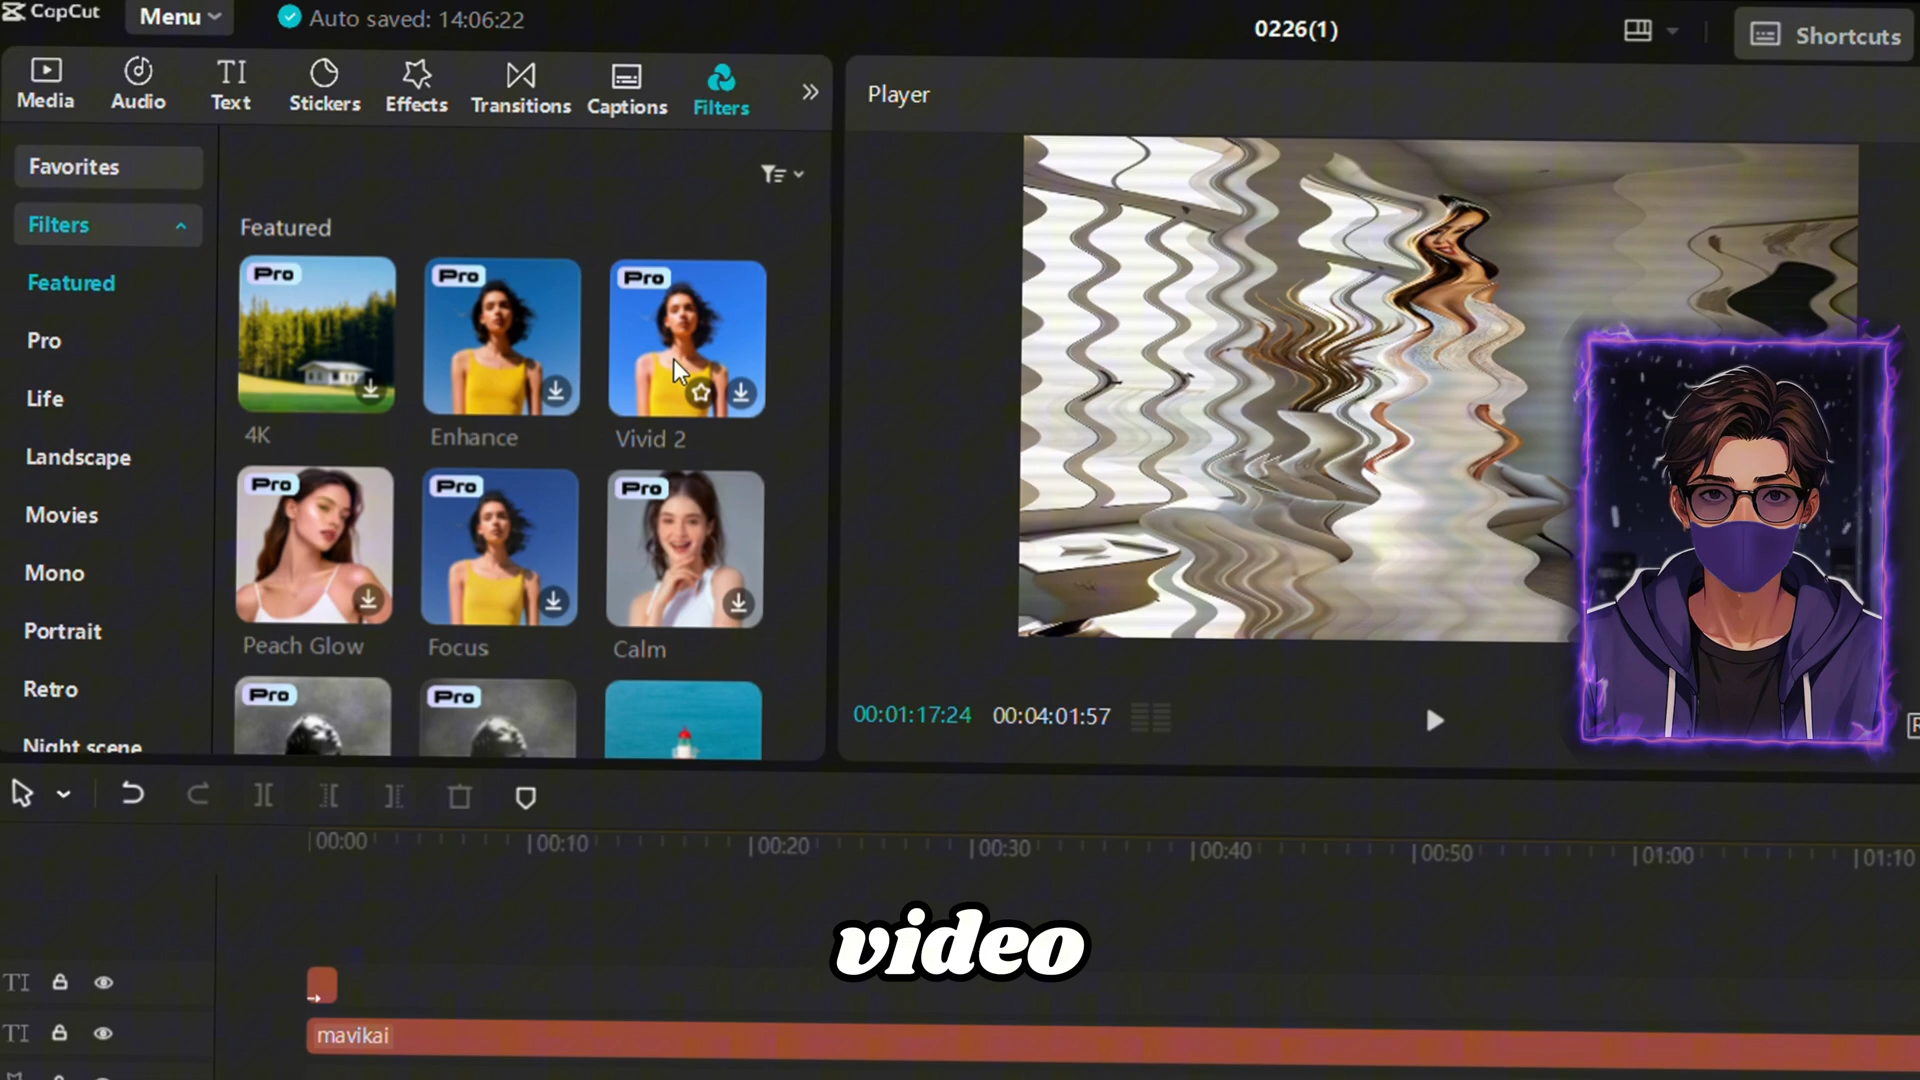 CapCut
Menu
Auto saved: 14:06:22
0226(1)
Shortcuts
Media
Audio
TI
Text
Stickers
Effects
Transitions
Captions
Filters
Player
Favorites
Filters
Featured
Pro
Life
Landscape
Movies
Mono
Portrait
Retro
Night scene
Featured
Pro
Pro
Pro
4K
Enhance
Vivid 2
Pro
Pro
Pro
Peach Glow
Focus
Calm
Pro
Pro
00:01:17:24
00:04:01:57
00:00
00:10
00:20
00:30
00:40
00:50
01:00
01:10
video
TI
TI
mavikai